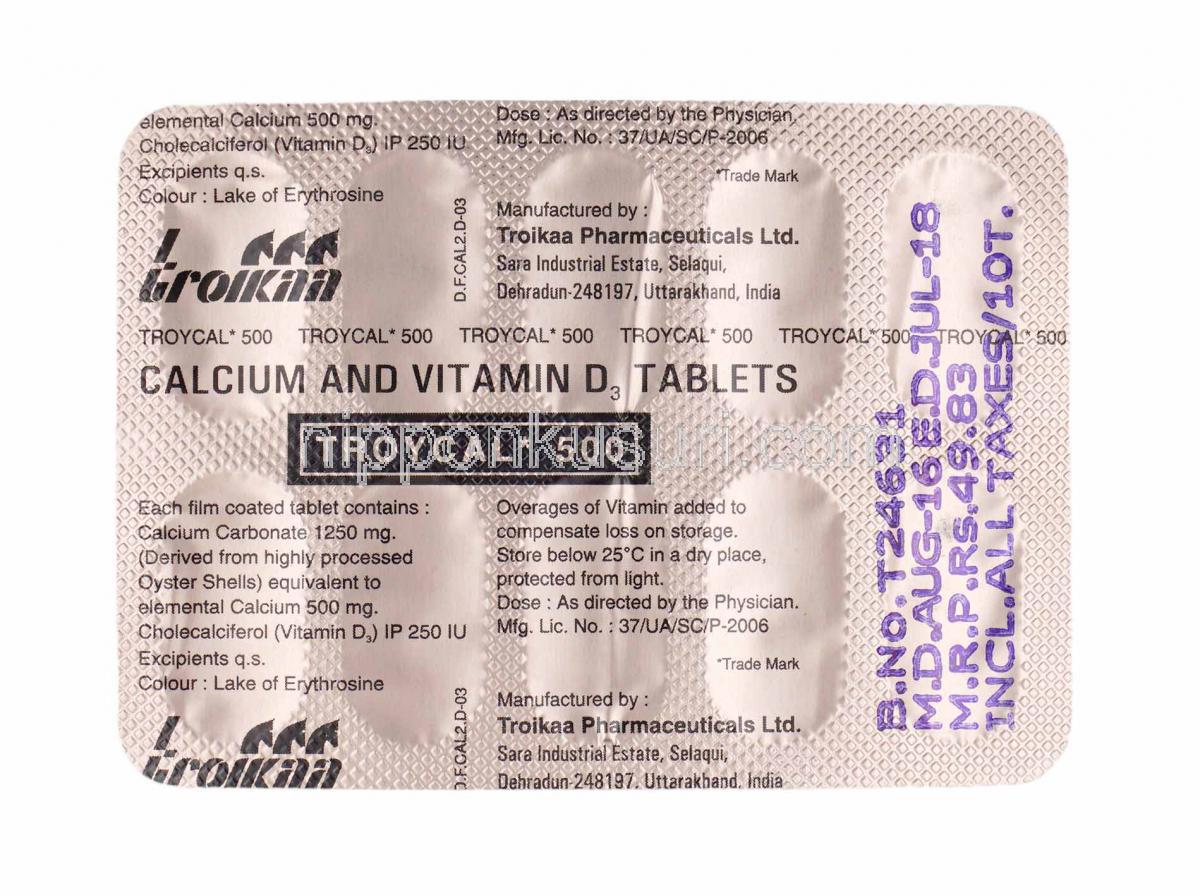 elemental Calcium 500 mg.
Cholecalciferol (Vitamin D₃) IP 250 IU
Excipients q.s.
Colour : Lake of Erythrosine
troikaa
D.F.CAL2.D-03
Dose : As directed by the Physician.
Mfg. Lic. No. : 37/UA/SC/P-2006
*Trade Mark
Manufactured by :
Troikaa Pharmaceuticals Ltd.
Sara Industrial Estate, Selaqui,
Dehradun-248197, Uttarakhand, India
TROYCAL* 500 TROYCAL* 500 TROYCAL* 500 TROYCAL* 500 TROYCAL* 500 TROYCAL* 500
CALCIUM AND VITAMIN D₃ TABLETS
TROYCAL* 500
nipponkusuri.com
Each film coated tablet contains :
Calcium Carbonate 1250 mg.
(Derived from highly processed
Oyster Shells) equivalent to
elemental Calcium 500 mg.
Cholecalciferol (Vitamin D₃) IP 250 IU
Excipients q.s.
Colour : Lake of Erythrosine
troikaa
D.F.CAL2.D-03
Overages of Vitamin added to
compensate loss on storage.
Store below 25°C in a dry place,
protected from light.
Dose : As directed by the Physician.
Mfg. Lic. No. : 37/UA/SC/P-2006
*Trade Mark
Manufactured by :
Troikaa Pharmaceuticals Ltd.
Sara Industrial Estate, Selaqui,
Dehradun-248197, Uttarakhand, India
B.NO.T24631
M.D.AUG-16 E.D.JUL-18
M.R.P.Rs.49.83
INCL.ALL TAXES/10T.